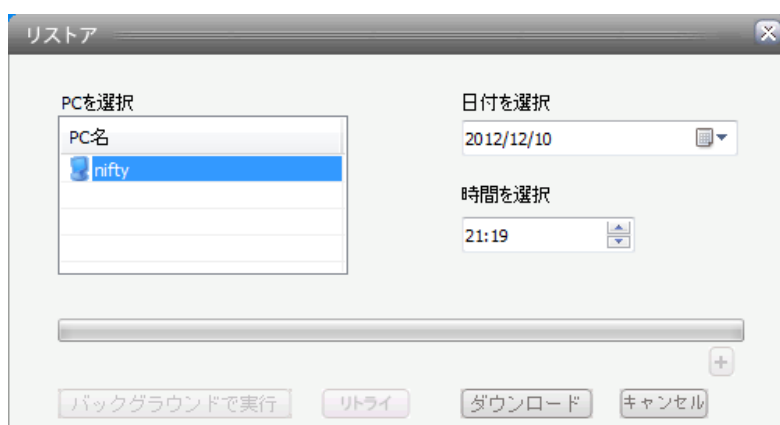 リストア
PCを選択
PC名
nifty
日付を選択
2012/12/10
時間を選択
21:19
バックグラウンドで実行
リトライ
ダウンロード
キャンセル